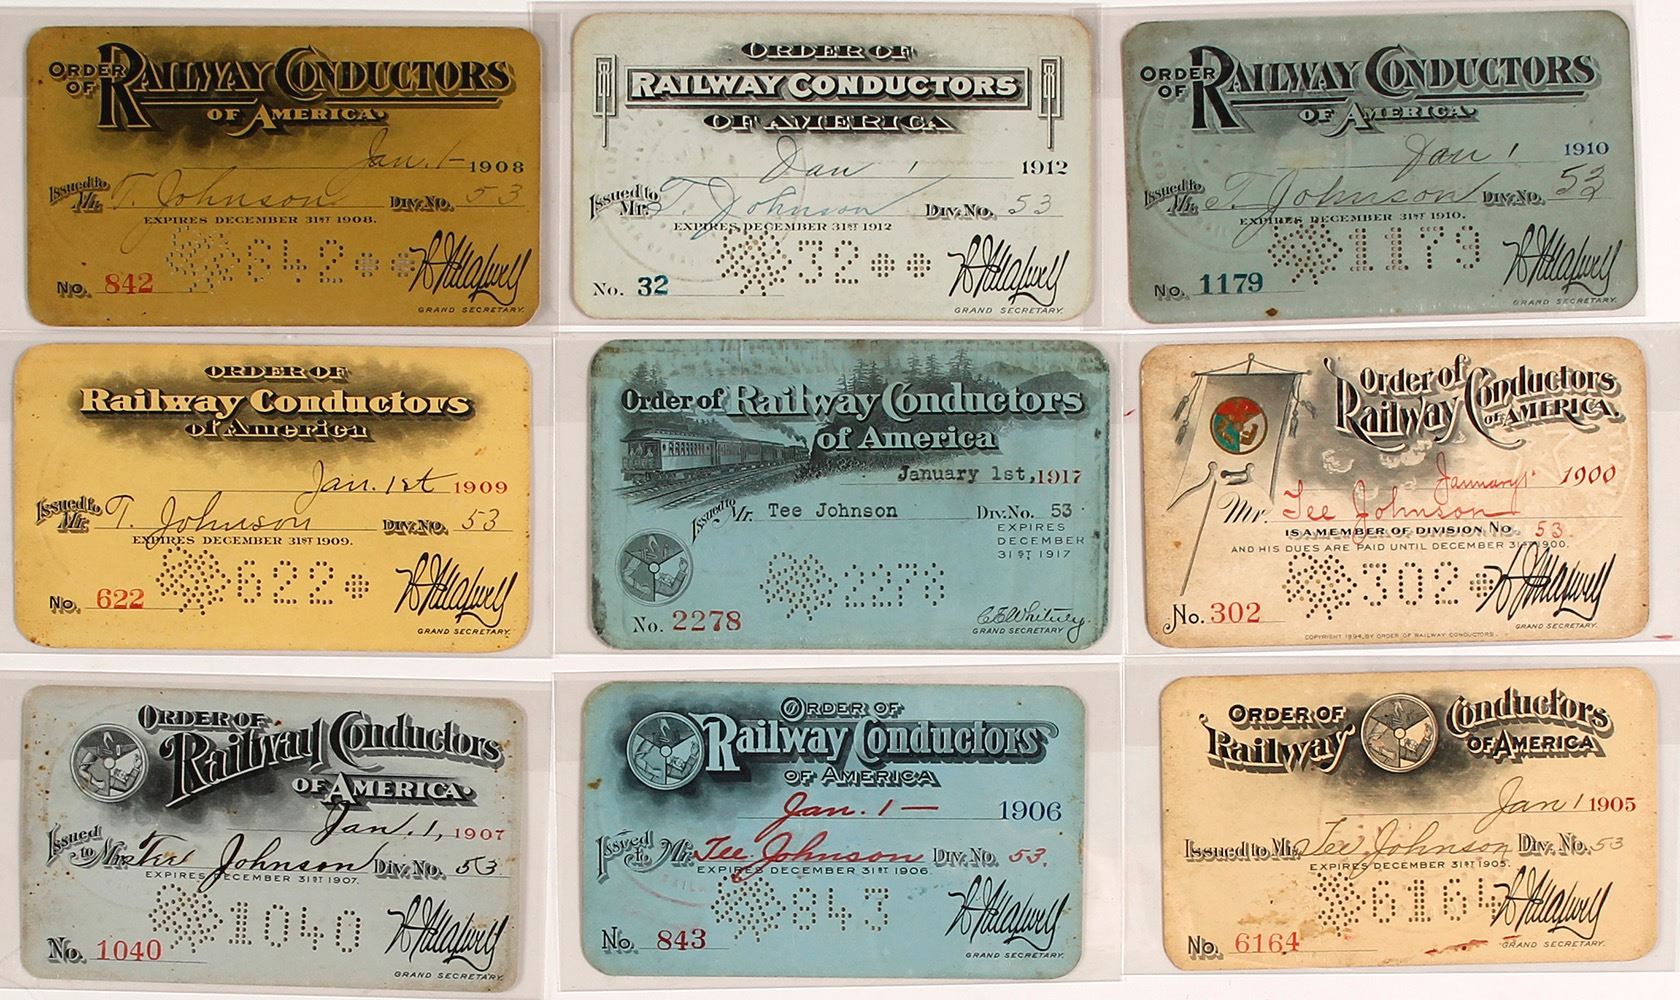 ORDER OF RAILWAY CONDUCTORS
OF AMERICA.
Jan. 1 - 1908
Issued to Mr. T. Johnson Div. No. 53
EXPIRES DECEMBER 31ST 1908.
842
No. 842
GRAND SECRETARY.
ORDER OF
RAILWAY CONDUCTORS
OF AMERICA
Jan 1 1912
Issued to Mr. T. Johnson Div. No. 53
EXPIRES DECEMBER 31ST 1912
32
No. 32
GRAND SECRETARY.
ORDER OF RAILWAY CONDUCTORS
OF AMERICA.
Jan 1 1910
Issued to Mr. T. Johnson Div. No. 53
EXPIRES DECEMBER 31ST 1910.
1179
No. 1179
GRAND SECRETARY.
ORDER OF
Railway Conductors
of America
Jan. 1st 1909
Issued to Mr. T. Johnson Div. No. 53
EXPIRES DECEMBER 31ST 1909.
622
No. 622
GRAND SECRETARY.
Order of Railway Conductors
of America
January 1st, 1917
Issued to Mr. Tee Johnson Div. No. 53
EXPIRES
DECEMBER
31ST 1917
2278
No. 2278
C.E. Whitney
GRAND SECRETARY
Order of
Railway Conductors
OF AMERICA.
January 1 1900
Mr. Tee Johnson
IS A MEMBER OF DIVISION No. 53.
AND HIS DUES ARE PAID UNTIL DECEMBER 31ST 1900.
302
No. 302
GRAND SECRETARY.
COPYRIGHT 1894, BY ORDER OF RAILWAY CONDUCTORS.
ORDER OF
Railway Conductors
OF AMERICA.
Jan. 1, 1907
Issued to Mr. Tee Johnson Div. No. 53
EXPIRES DECEMBER 31ST 1907.
1040
No. 1040
GRAND SECRETARY.
ORDER OF
Railway Conductors
OF AMERICA
Jan. 1 — 1906
Issued to Mr. Tee Johnson Div. No. 53.
EXPIRES DECEMBER 31ST 1906.
843
No. 843
GRAND SECRETARY.
ORDER OF
Railway Conductors
OF AMERICA
Jan 1 1905
Issued to Mr. Tee Johnson Div. No. 53
EXPIRES DECEMBER 31ST 1905.
6164
No. 6164
GRAND SECRETARY.